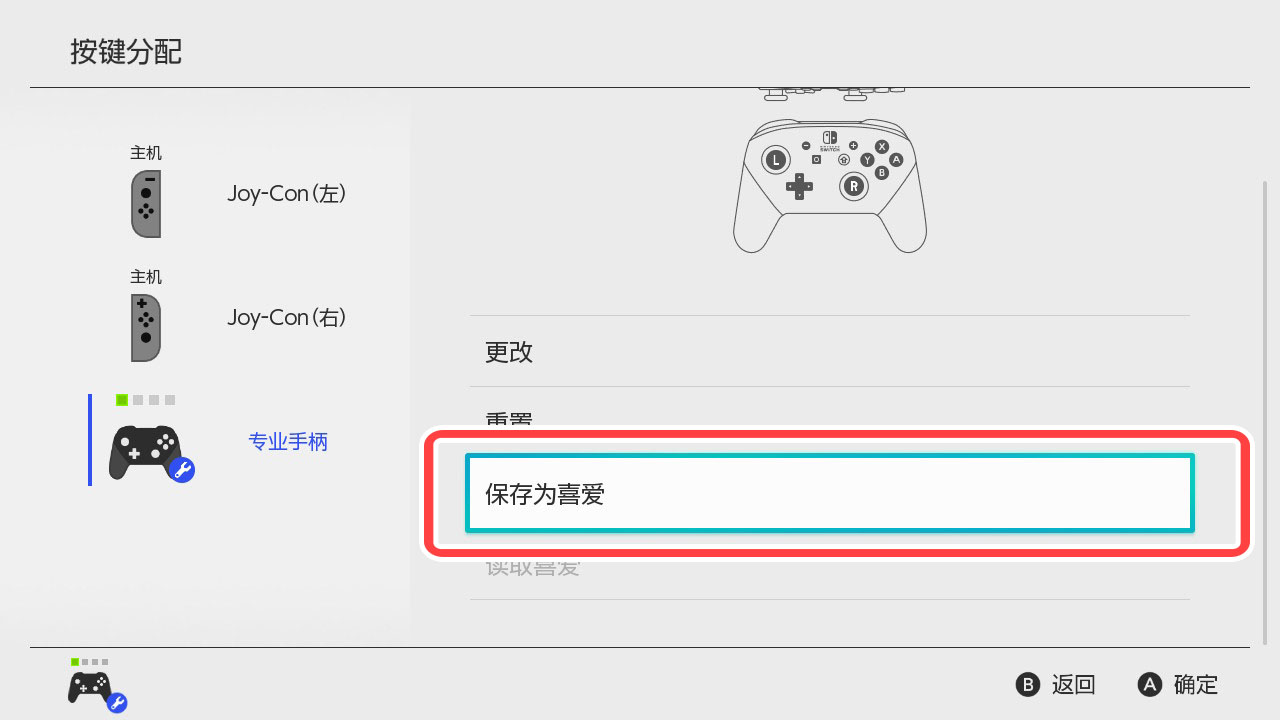 按键分配
主机
Joy-Con(左)
主机
Joy-Con(右)
专业手柄
L
X
Y
A
B
R
更改
重置
保存为喜爱
读取喜爱
B 返回
A 确定